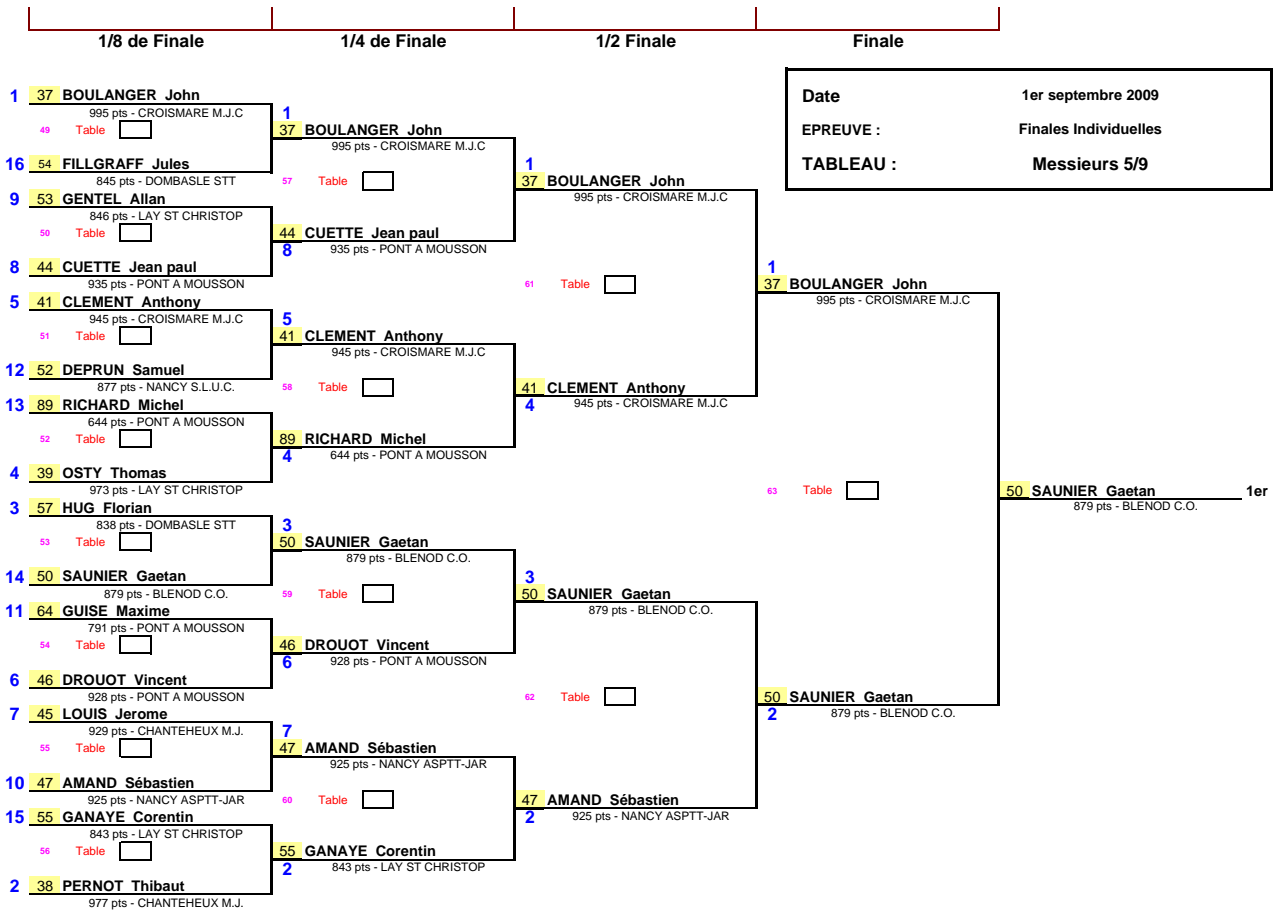 1/8 de Finale
1/4 de Finale
1/2 Finale
Finale
Date 1er septembre 2009
EPREUVE : Finales Individuelles
TABLEAU : Messieurs 5/9
1 37 BOULANGER John
995 pts - CROISMARE M.J.C
49 Table
16 54 FILLGRAFF Jules
845 pts - DOMBASLE STT
9 53 GENTEL Allan
846 pts - LAY ST CHRISTOP
50 Table
8 44 CUETTE Jean paul
935 pts - PONT A MOUSSON
5 41 CLEMENT Anthony
945 pts - CROISMARE M.J.C
51 Table
12 52 DEPRUN Samuel
877 pts - NANCY S.L.U.C.
13 89 RICHARD Michel
644 pts - PONT A MOUSSON
52 Table
4 39 OSTY Thomas
973 pts - LAY ST CHRISTOP
3 57 HUG Florian
838 pts - DOMBASLE STT
53 Table
14 50 SAUNIER Gaetan
879 pts - BLENOD C.O.
11 64 GUISE Maxime
791 pts - PONT A MOUSSON
54 Table
6 46 DROUOT Vincent
928 pts - PONT A MOUSSON
7 45 LOUIS Jerome
929 pts - CHANTEHEUX M.J.
55 Table
10 47 AMAND Sébastien
925 pts - NANCY ASPTT-JAR
15 55 GANAYE Corentin
843 pts - LAY ST CHRISTOP
56 Table
2 38 PERNOT Thibaut
977 pts - CHANTEHEUX M.J.
1
37 BOULANGER John
995 pts - CROISMARE M.J.C
57 Table
44 CUETTE Jean paul
8 935 pts - PONT A MOUSSON
5
41 CLEMENT Anthony
945 pts - CROISMARE M.J.C
58 Table
89 RICHARD Michel
4 644 pts - PONT A MOUSSON
3
50 SAUNIER Gaetan
879 pts - BLENOD C.O.
59 Table
46 DROUOT Vincent
6 928 pts - PONT A MOUSSON
7
47 AMAND Sébastien
925 pts - NANCY ASPTT-JAR
60 Table
55 GANAYE Corentin
2 843 pts - LAY ST CHRISTOP
1
37 BOULANGER John
995 pts - CROISMARE M.J.C
61 Table
41 CLEMENT Anthony
4 945 pts - CROISMARE M.J.C
3
50 SAUNIER Gaetan
879 pts - BLENOD C.O.
62 Table
47 AMAND Sébastien
2 925 pts - NANCY ASPTT-JAR
1
37 BOULANGER John
995 pts - CROISMARE M.J.C
63 Table
50 SAUNIER Gaetan
2 879 pts - BLENOD C.O.
50 SAUNIER Gaetan 1er
879 pts - BLENOD C.O.